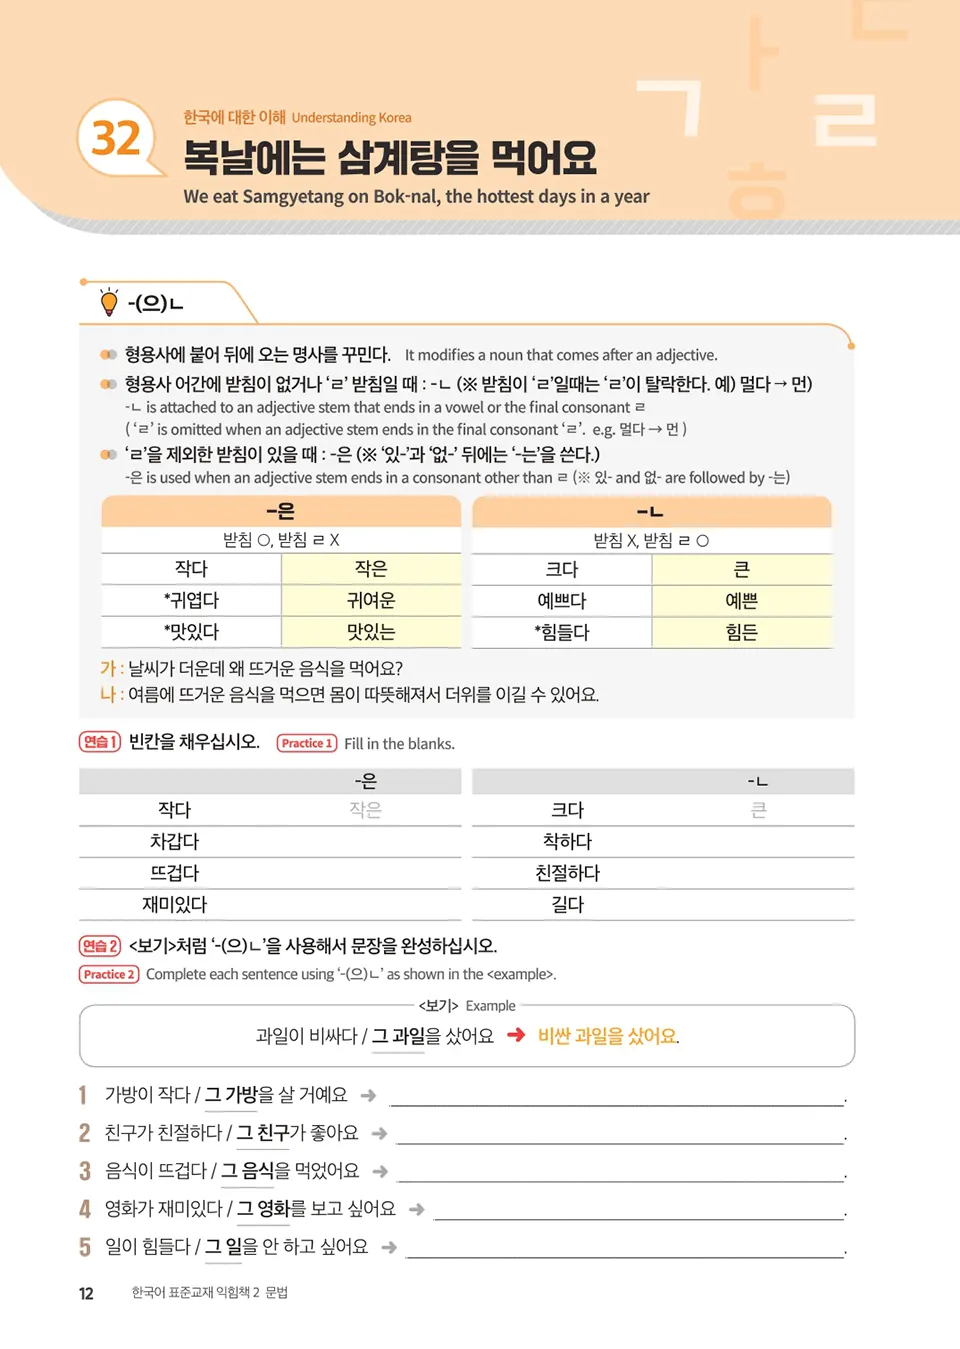 32
한국에 대한 이해 Understanding Korea
복날에는 삼계탕을 먹어요
We eat Samgyetang on Bok-nal, the hottest days in a year
ㄱ ㅏ ㄴ ㄹ ㅎ
-(으)ㄴ
형용사에 붙어 뒤에 오는 명사를 꾸민다. It modifies a noun that comes after an adjective.
형용사 어간에 받침이 없거나 ‘ㄹ’ 받침일 때 : -ㄴ (※ 받침이 ‘ㄹ’일때는 ‘ㄹ’이 탈락한다. 예) 멀다 → 먼)
-ㄴ is attached to an adjective stem that ends in a vowel or the final consonant ㄹ
( ‘ㄹ’ is omitted when an adjective stem ends in the final consonant ‘ㄹ’. e.g. 멀다 → 먼 )
‘ㄹ’을 제외한 받침이 있을 때 : -은 (※ ‘있-’과 ‘없-’ 뒤에는 ‘-는’을 쓴다.)
-은 is used when an adjective stem ends in a consonant other than ㄹ (※ 있- and 없- are followed by -는)
-은
받침 ○, 받침 ㄹ X
작다 작은
*귀엽다 귀여운
*맛있다 맛있는
-ㄴ
받침 X, 받침 ㄹ ○
크다 큰
예쁘다 예쁜
*힘들다 힘든
가 : 날씨가 더운데 왜 뜨거운 음식을 먹어요?
나 : 여름에 뜨거운 음식을 먹으면 몸이 따뜻해져서 더위를 이길 수 있어요.
연습 1 빈칸을 채우십시오. Practice 1 Fill in the blanks.
-은
작다 작은
차갑다
뜨겁다
재미있다
-ㄴ
크다 큰
착하다
친절하다
길다
연습 2 <보기>처럼 ‘-(으)ㄴ’을 사용해서 문장을 완성하십시오.
Practice 2 Complete each sentence using ‘-(으)ㄴ’ as shown in the <example>.
<보기> Example
과일이 비싸다 / 그 과일을 샀어요 → 비싼 과일을 샀어요.
1 가방이 작다 / 그 가방을 살 거예요 → .
2 친구가 친절하다 / 그 친구가 좋아요 → .
3 음식이 뜨겁다 / 그 음식을 먹었어요 → .
4 영화가 재미있다 / 그 영화를 보고 싶어요 → .
5 일이 힘들다 / 그 일을 안 하고 싶어요 → .
12 한국어 표준교재 익힘책 2 문법